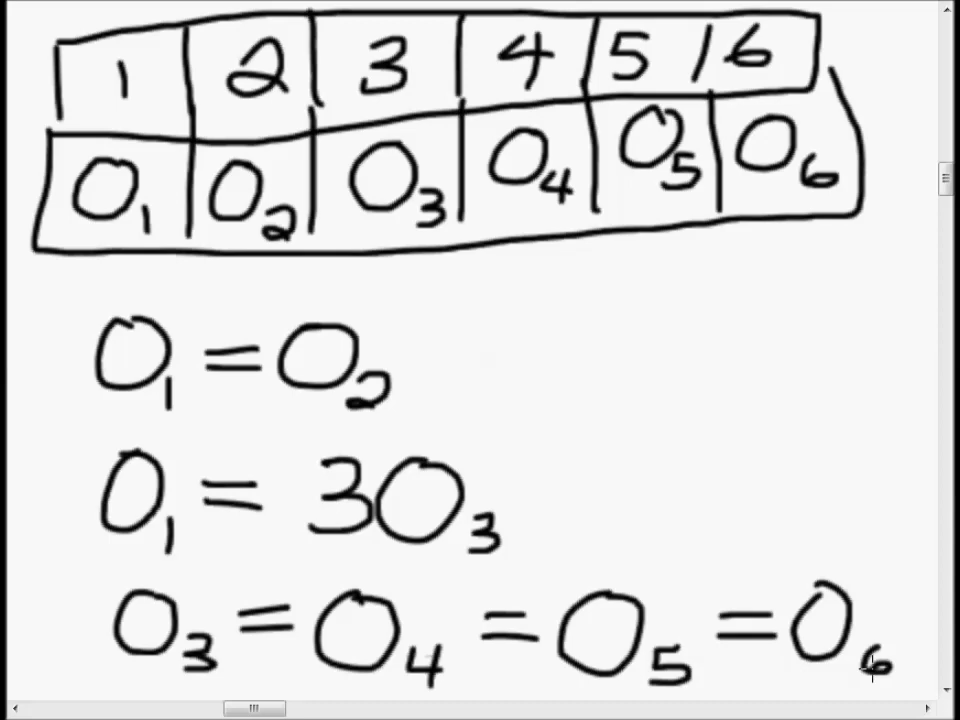 1 2 3 4 5 6
O₁ O₂ O₃ O₄ O₅ O₆
O₁ = O₂
O₁ = 3O₃
O₃ = O₄ = O₅ = O₆